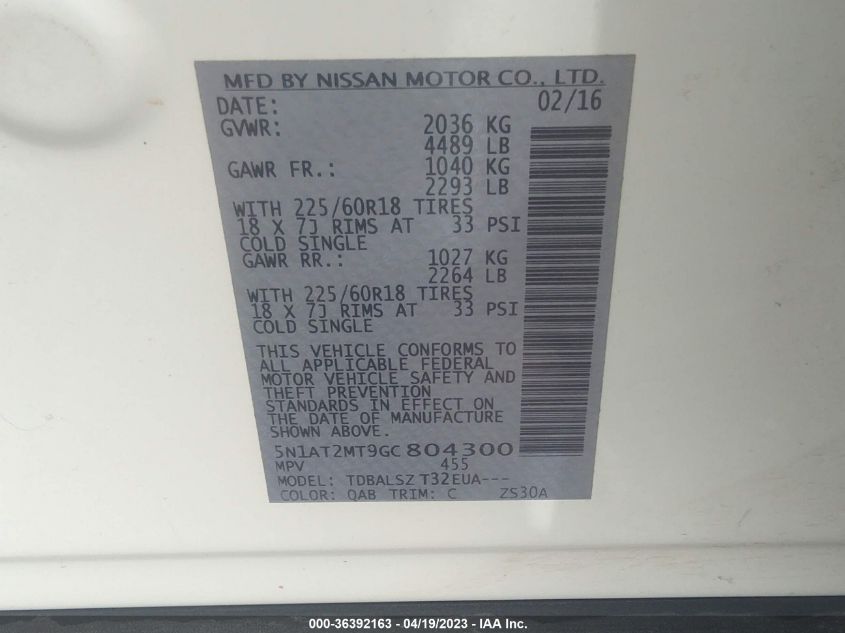 MFD BY NISSAN MOTOR CO., LTD.
DATE: 02/16
GVWR: 2036 KG
4489 LB
GAWR FR.: 1040 KG
2293 LB
WITH 225/60R18 TIRES
18 X 7J RIMS AT 33 PSI
COLD SINGLE
GAWR RR.: 1027 KG
2264 LB
WITH 225/60R18 TIRES
18 X 7J RIMS AT 33 PSI
COLD SINGLE
THIS VEHICLE CONFORMS TO
ALL APPLICABLE FEDERAL
MOTOR VEHICLE SAFETY AND
THEFT PREVENTION
STANDARDS IN EFFECT ON
THE DATE OF MANUFACTURE
SHOWN ABOVE.
5N1AT2MT9GC804300
MPV 455
MODEL: TDBALSZ T32EUA---
COLOR: QAB TRIM: C ZS30A
000-36392163 - 04/19/2023 - IAA Inc.